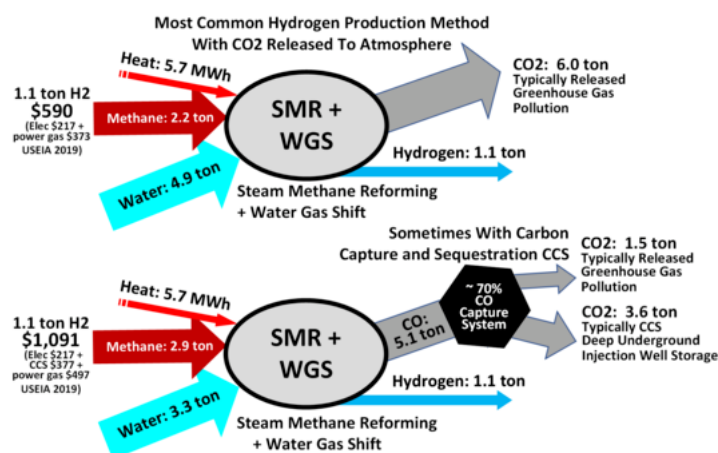 Most Common Hydrogen Production Method
With CO2 Released To Atmosphere
Heat: 5.7 MWh
1.1 ton H2
$590
(Elec $217 +
power gas $373
USEIA 2019)
Methane: 2.2 ton
Water: 4.9 ton
SMR +
WGS
CO2: 6.0 ton
Typically Released
Greenhouse Gas
Pollution
Hydrogen: 1.1 ton
Steam Methane Reforming
+ Water Gas Shift
Sometimes With Carbon
Capture and Sequestration CCS
Heat: 5.7 MWh
1.1 ton H2
$1,091
(Elec $217 +
CCS $377 +
power gas $497
USEIA 2019)
Methane: 2.9 ton
Water: 3.3 ton
SMR +
WGS
CO:
5.1 ton
~ 70%
CO
Capture
System
CO2: 1.5 ton
Typically Released
Greenhouse Gas
Pollution
CO2: 3.6 ton
Typically CCS
Deep Underground
Injection Well Storage
Hydrogen: 1.1 ton
Steam Methane Reforming
+ Water Gas Shift